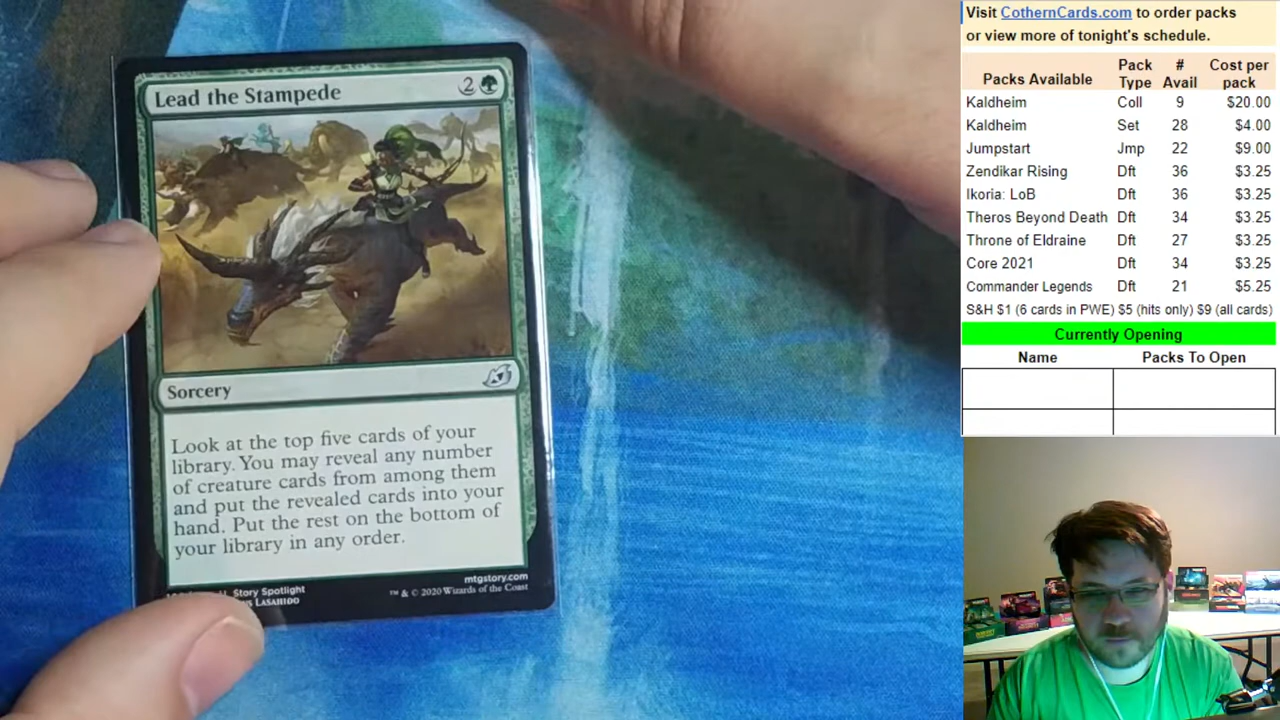 Lead the Stampede 2
Sorcery
Look at the top five cards of your
library. You may reveal any number
of creature cards from among them
and put the revealed cards into your
hand. Put the rest on the bottom of
your library in any order.
Story Spotlight
mtgstory.com
™ & © 2020 Wizards of the Coast
Visit CothernCards.com to order packs
or view more of tonight's schedule.
Packs Available Pack Type # Avail Cost per pack
Kaldheim Coll 9 $20.00
Kaldheim Set 28 $4.00
Jumpstart Jmp 22 $9.00
Zendikar Rising Dft 36 $3.25
Ikoria: LoB Dft 36 $3.25
Theros Beyond Death Dft 34 $3.25
Throne of Eldraine Dft 27 $3.25
Core 2021 Dft 34 $3.25
Commander Legends Dft 21 $5.25
S&H $1 (6 cards in PWE) $5 (hits only) $9 (all cards)
Currently Opening
Name Packs To Open